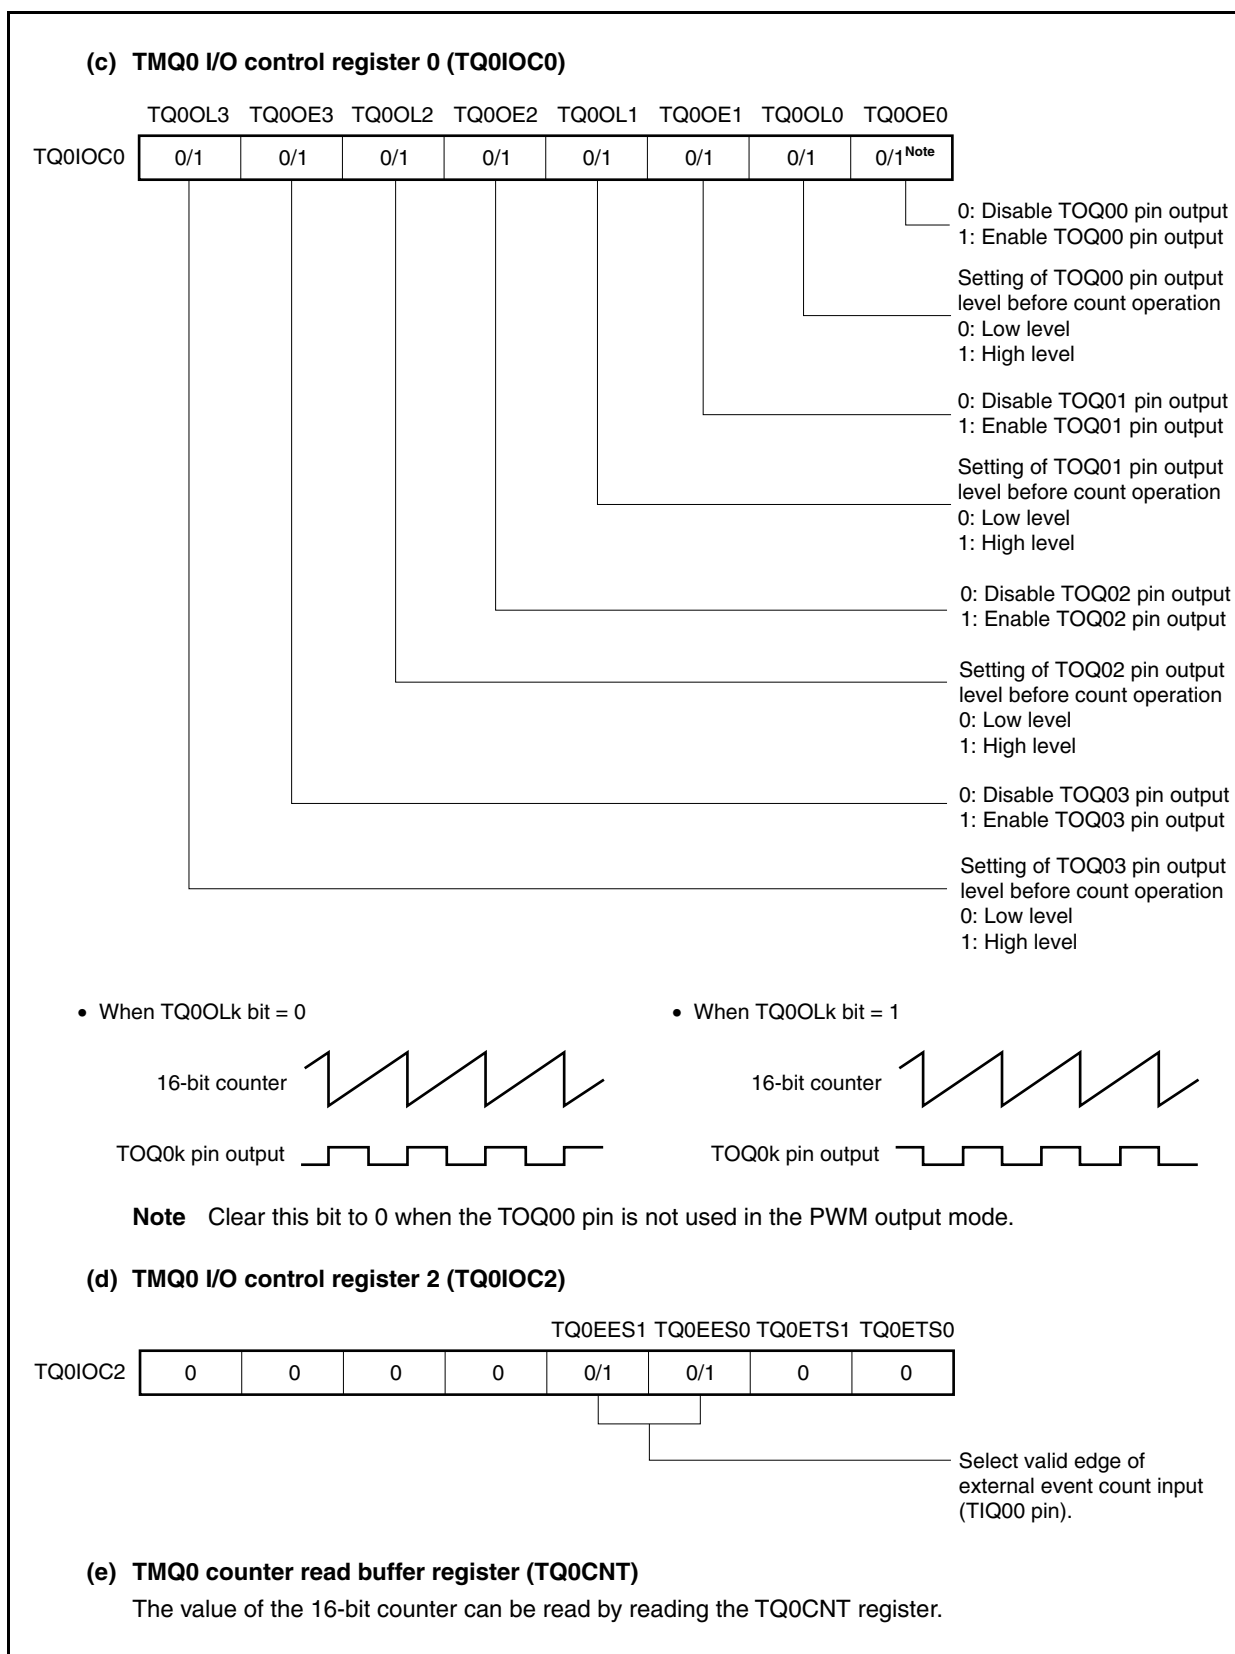 (c) TMQ0 I/O control register 0 (TQ0IOC0)
TQ0OL3 TQ0OE3 TQ0OL2 TQ0OE2 TQ0OL1 TQ0OE1 TQ0OL0 TQ0OE0
TQ0IOC0 0/1 0/1 0/1 0/1 0/1 0/1 0/1 0/1Note
0: Disable TOQ00 pin output
1: Enable TOQ00 pin output
Setting of TOQ00 pin output
level before count operation
0: Low level
1: High level
0: Disable TOQ01 pin output
1: Enable TOQ01 pin output
Setting of TOQ01 pin output
level before count operation
0: Low level
1: High level
0: Disable TOQ02 pin output
1: Enable TOQ02 pin output
Setting of TOQ02 pin output
level before count operation
0: Low level
1: High level
0: Disable TOQ03 pin output
1: Enable TOQ03 pin output
Setting of TOQ03 pin output
level before count operation
0: Low level
1: High level
• When TQ0OLk bit = 0
16-bit counter
TOQ0k pin output
• When TQ0OLk bit = 1
16-bit counter
TOQ0k pin output
Note Clear this bit to 0 when the TOQ00 pin is not used in the PWM output mode.
(d) TMQ0 I/O control register 2 (TQ0IOC2)
TQ0EES1 TQ0EES0 TQ0ETS1 TQ0ETS0
TQ0IOC2 0 0 0 0 0/1 0/1 0 0
Select valid edge of
external event count input
(TIQ00 pin).
(e) TMQ0 counter read buffer register (TQ0CNT)
The value of the 16-bit counter can be read by reading the TQ0CNT register.